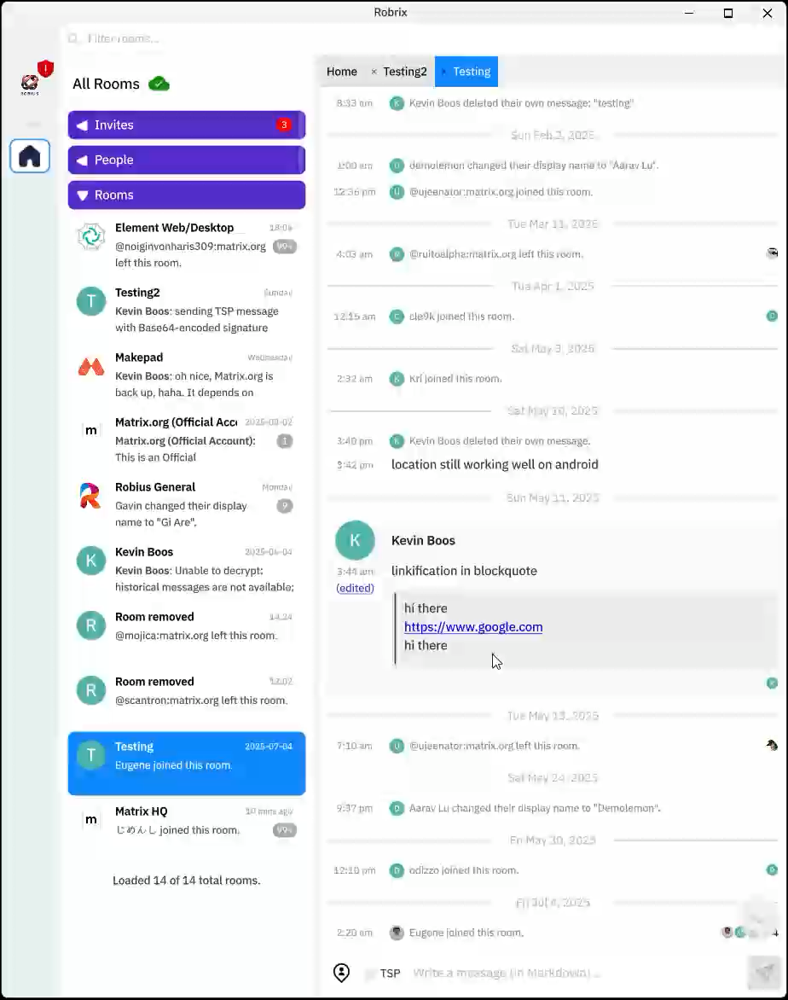 Robrix
Filter rooms...
ROBIUS
All Rooms
Invites 3
People
Rooms
Element Web/Desktop
@noiginvonharis309:matrix.org
left this room.
Testing2 Sunday
Kevin Boos: sending TSP message
with Base64-encoded signature
Makepad Wednesday
Kevin Boos: oh nice, Matrix.org is
back up, haha. It depends on
Matrix.org (Official Acc
Matrix.org (Official Account): 1
This is an Official
Robius General Monday
Gavin changed their display 9
name to "Gi Are".
Kevin Boos
Kevin Boos: Unable to decrypt:
historical messages are not available;
Room removed
@mojica:matrix.org left this room.
Room removed
@scantron:matrix.org left this room.
Testing 2025-07-04
Eugene joined this room.
Matrix HQ 10 mins ago
じめんし joined this room.
Loaded 14 of 14 total rooms.
Home × Testing2 × Testing
8:33 am K Kevin Boos deleted their own message: "testing"
Sun Feb 2, 2025
1:00 am demolemon changed their display name to "Aarav Lu".
12:36 pm U @ujeenator:matrix.org joined this room.
Tue Mar 11, 2025
4:03 am @ruitoalpha:matrix.org left this room.
Tue Apr 1, 2025
12:15 am C cle9k joined this room.
Sat May 3, 2025
2:32 am K Kri joined this room.
Sat May 10, 2025
3:40 pm K Kevin Boos deleted their own message.
3:42 pm location still working well on android
Sun May 11, 2025
K Kevin Boos
3:44 am linkification in blockquote
(edited)
hi there
https://www.google.com
hi there
Tue May 13, 2025
7:10 am U @ujeenator:matrix.org left this room.
Sat May 24, 2025
9:37 pm D Aarav Lu changed their display name to "Demolemon".
Fri May 30, 2025
12:10 pm odizzo joined this room.
Fri Jul 4, 2025
2:20 am Eugene joined this room.
TSP Write a message (in Markdown) ...